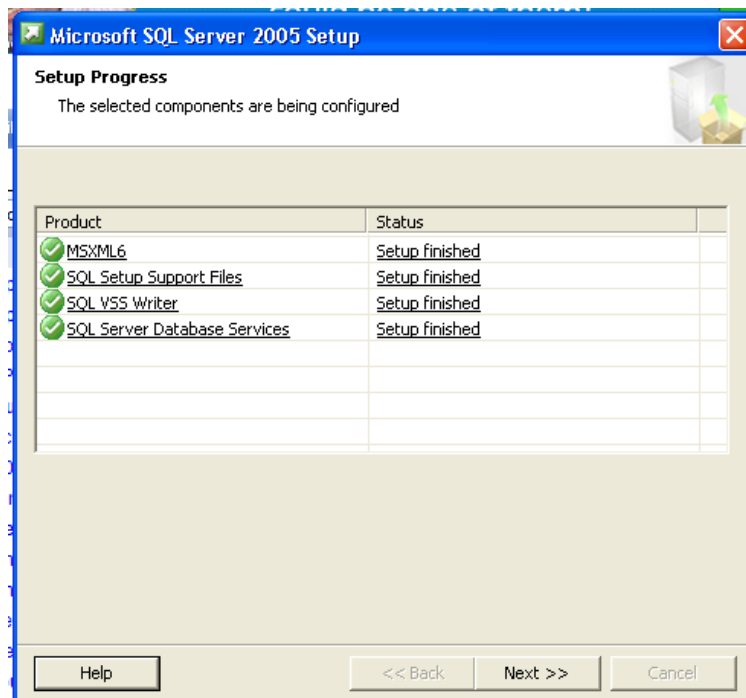 Microsoft SQL Server 2005 Setup
Setup Progress
The selected components are being configured
Product Status
MSXML6 Setup finished
SQL Setup Support Files Setup finished
SQL VSS Writer Setup finished
SQL Server Database Services Setup finished
Help << Back Next >> Cancel